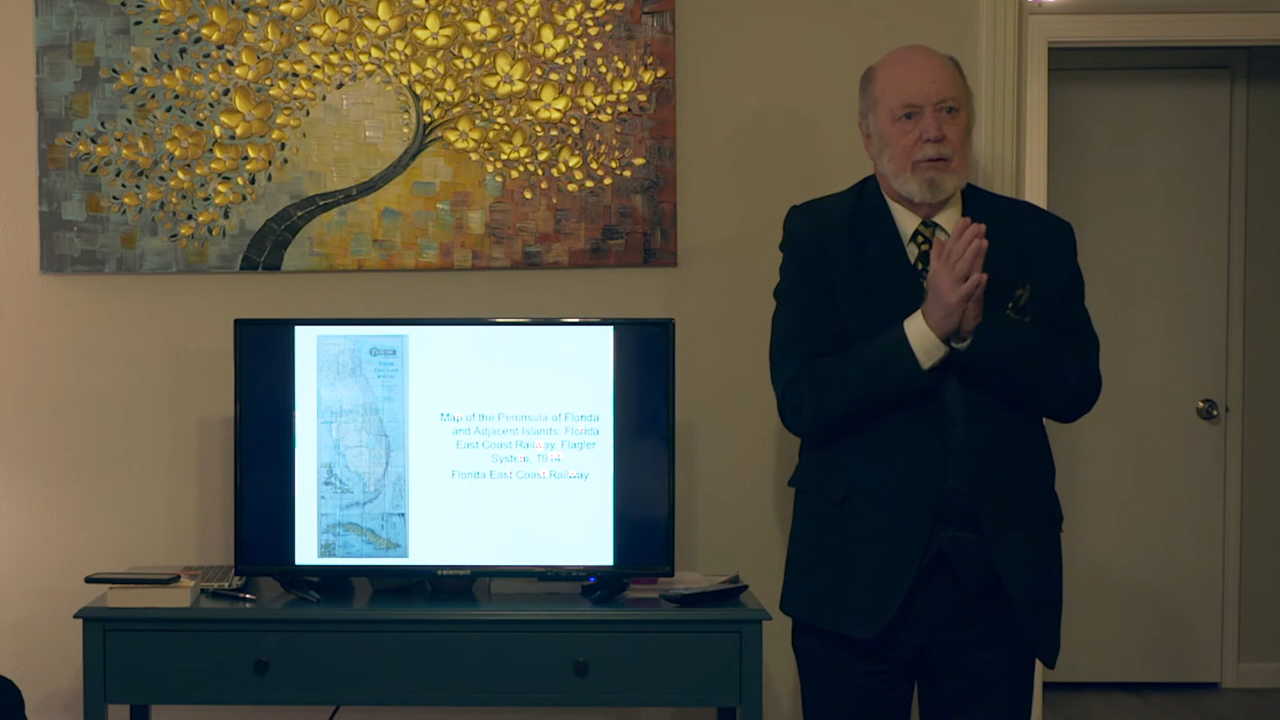 Map of the Peninsula of Florida
and Adjacent Islands: Florida
East Coast Railway, Flagler
System, 1914
Florida East Coast Railway
element